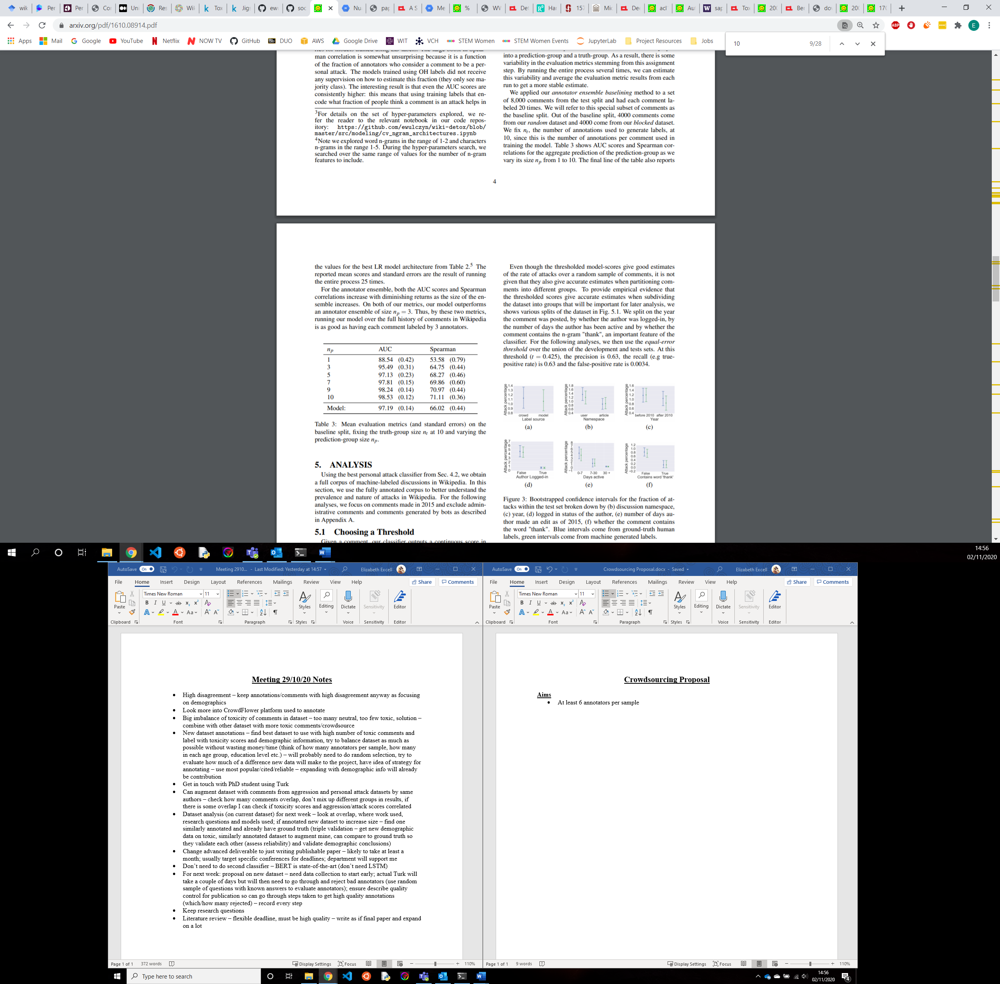 wik
Per
Per
Cor
Uni
Res
Wil
Tox
Jig
ewu
soc
Nu
pap
A S
Me
%
WV
De
Ha
157
Mic
Dec
acl
Au
sap
Tox
20(
Ber
do
20(
17(
arxiv.org/pdf/1610.08914.pdf
Apps Mail Google YouTube Netflix NOW TV GitHub DUO AWS Google Drive WIT VCH STEM Women STEM Women Events JupyterLab Project Resources Jobs
10 9/28
man correlation is somewhat unsurprising because it is a function
of the fraction of annotators who consider a comment to be a per-
sonal attack. The models trained using OH labels did not receive
any supervision on how to estimate this fraction (they only see ma-
jority class). The interesting result is that even the AUC scores are
consistently higher: this means that using training labels that en-
code what fraction of people think a comment is an attack helps in
3For details on the set of hyper-parameters explored, we re-
fer the reader to the relevant notebook in our code repos-
itory: https://github.com/ewulczyn/wiki-detox/blob/
master/src/modeling/cv_ngram_architectures.ipynb
4Note we explored word n-grams in the range of 1-2 and characters
n-grams in the range 1-5. During the hyper-parameters search, we
searched over the same range of values for the number of n-gram
features to include.
into a prediction-group and a truth-group. As a result, there is some
variability in the evaluation metrics stemming from this assignment
step. By running the entire process several times, we can estimate
this variability and average the evaluation metric results from each
run to get a more stable estimate.
We applied our annotator ensemble baselining method to a set
of 8,000 comments from the test split and had each comment la-
beled 20 times. We will refer to this special subset of comments as
the baseline split. Out of the baseline split, 4000 comments come
from our random dataset and 4000 come from our blocked dataset.
We fix nt, the number of annotations used to generate labels, at
10, since this is the number of annotations per comment used in
training the model. Table 3 shows AUC scores and Spearman cor-
relations for the aggregate prediction of the prediction-group as we
vary its size np from 1 to 10. The final line of the table also reports
4
the values for the best LR model architecture from Table 2.5 The
reported mean scores and standard errors are the result of running
the entire process 25 times.
For the annotator ensemble, both the AUC scores and Spearman
correlations increase with diminishing returns as the size of the en-
semble increases. On both of our metrics, our model outperforms
an annotator ensemble of size np = 3. Thus, by these two metrics,
running our model over the full history of comments in Wikipedia
is as good as having each comment labeled by 3 annotators.
np AUC Spearman
1 88.54 (0.42) 53.58 (0.79)
3 95.49 (0.31) 64.75 (0.44)
5 97.13 (0.23) 68.27 (0.46)
7 97.81 (0.15) 69.86 (0.60)
9 98.24 (0.14) 70.97 (0.44)
10 98.53 (0.12) 71.11 (0.36)
Model: 97.19 (0.14) 66.02 (0.44)
Table 3: Mean evaluation metrics (and standard errors) on the
baseline split, fixing the truth-group size nt at 10 and varying the
prediction-group size np.
5. ANALYSIS
Using the best personal attack classifier from Sec. 4.2, we obtain
a full corpus of machine-labeled discussions in Wikipedia. In this
section, we use the fully annotated corpus to better understand the
prevalence and nature of attacks in Wikipedia. For the following
analyses, we focus on comments made in 2015 and exclude admin-
istrative comments and comments generated by bots as described
in Appendix A.
5.1 Choosing a Threshold
Given a comment, our classifier outputs a continuous score in
Even though the thresholded model-scores give good estimates
of the rate of attacks over a random sample of comments, it is not
given that they also give accurate estimates when partitioning com-
ments into different groups. To provide empirical evidence that
the thresholded scores give accurate estimates when subdividing
the dataset into groups that will be important for later analysis, we
shows various splits of the dataset in Fig. 5.1. We split on the year
the comment was posted, by whether the author was logged-in, by
the number of days the author has been active and by whether the
comment contains the n-gram "thank", an important feature of the
classifier. For the following analyses, we then use the equal-error
threshold over the union of the development and tests sets. At this
threshold (t = 0.425), the precision is 0.63, the recall (e.g true-
positive rate) is 0.63 and the false-positive rate is 0.0034.
Attack percentage
crowd model
Label source
(a)
Attack percentage
user article
Namespace
(b)
Attack percentage
before 2010 after 2010
Year
(c)
Attack percentage
False True
Author Logged-in
(d)
Attack percentage
0-7 7-30 30 +
Days active
(e)
Attack percentage
False True
Contains word 'thank'
(f)
Figure 3: Bootstrapped confidence intervals for the fraction of at-
tacks within the test set broken down by (b) discussion namespace,
(c) year, (d) logged in status of the author, (e) number of days au-
thor made an edit as of 2015, (f) whether the comment contains
the word "thank". Blue intervals come from ground-truth human
labels, green intervals come from machine generated labels.
14:56
02/11/2020
AutoSave On Meeting 2910... - Last Modified: Yesterday at 14:57 Elizabeth Excell
File Home Insert Design Layout References Mailings Review View Help Share Comments
Times New Roman 11
Paste Styles Editing Dictate Sensitivity Editor
Clipboard Font Paragraph Styles Voice Sensitivity Editor
Meeting 29/10/20 Notes
• High disagreement – keep annotations/comments with high disagreement anyway as focusing
on demographics
• Look more into CrowdFlower platform used to annotate
• Big imbalance of toxicity of comments in dataset – too many neutral, too few toxic, solution –
combine with other dataset with more toxic comments/crowdsource
• New dataset annotations – find best dataset to use with high number of toxic comments and
label with toxicity scores and demographic information, try to balance dataset as much as
possible without wasting money/time (think of how many annotators per sample, how many
in each age group, education level etc.) – will probably need to do random selection, try to
evaluate how much of a difference new data will make to the project, have idea of strategy for
annotating – use most popular/cited/reliable – expanding with demographic info will already
be contribution
• Get in touch with PhD student using Turk
• Can augment dataset with comments from aggression and personal attack datasets by same
authors – check how many comments overlap, don't mix up different groups in results, if
there is some overlap I can check if toxicity scores and aggression/attack scores correlated
• Dataset analysis (on current dataset) for next week – look at overlap, where work used,
research questions and models used; if annotated new dataset to increase size – find one
similarly annotated and already have ground truth (triple validation – get new demographic
data on toxic, similarly annotated dataset to augment mine, can compare to ground truth so
they validate each other (assess reliability) and validate demographic conclusions)
• Change advanced deliverable to just writing publishable paper – likely to take at least a
month; usually target specific conferences for deadlines; department will support me
• Don't need to do second classifier – BERT is state-of-the-art (don't need LSTM)
• For next week: proposal on new dataset – need data collection to start early; actual Turk will
take a couple of days but will then need to go through and reject bad annotators (use random
sample of questions with known answers to evaluate annotators); ensure describe quality
control for publication so can go through steps taken to get high quality annotations
(which/how many rejected) – record every step
• Keep research questions
• Literature review – flexible deadline, must be high quality – write as if final paper and expand
on a lot
Page 1 of 1 372 words Display Settings Focus 110%
AutoSave On Crowdsourcing Proposal.docx - Saved Elizabeth Excell
File Home Insert Design Layout References Mailings Review View Help Share Comments
Times New Roman 11
Paste Styles Editing Dictate Sensitivity Editor
Clipboard Font Paragraph Styles Voice Sensitivity Editor
Crowdsourcing Proposal
Aims
• At least 6 annotators per sample
Page 1 of 1 9 words Display Settings Focus 110%
Type here to search
14:56
02/11/2020